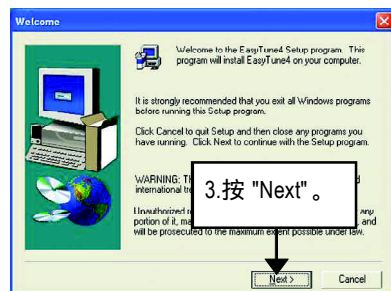 Welcome
Welcome to the EasyTune4 Setup program. This
program will install EasyTune4 on your computer.
It is strongly recommended that you exit all Windows programs
before running this Setup program.
Click Cancel to quit Setup and then close any programs you
have running. Click Next to continue with the Setup program.
WARNING:
international
3.按 "Next"。
Unauthorized any
portion of it, and
will be prosecuted to the maximum extent possible under law.
Next >
Cancel